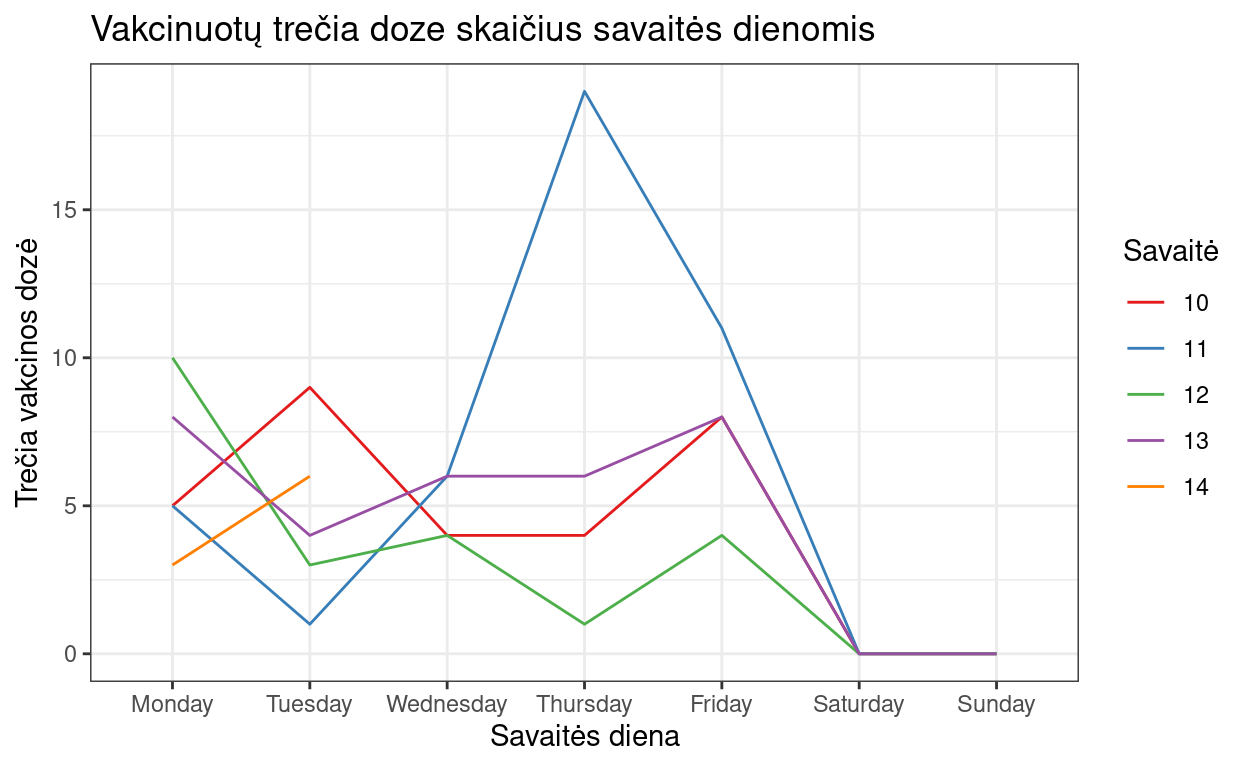 Vakcinuotų trečia doze skaičius savaitės dienomis
Trečia vakcinos dozė
15
10
5
0
Monday Tuesday Wednesday Thursday Friday Saturday Sunday
Savaitės diena
Savaitė
10
11
12
13
14